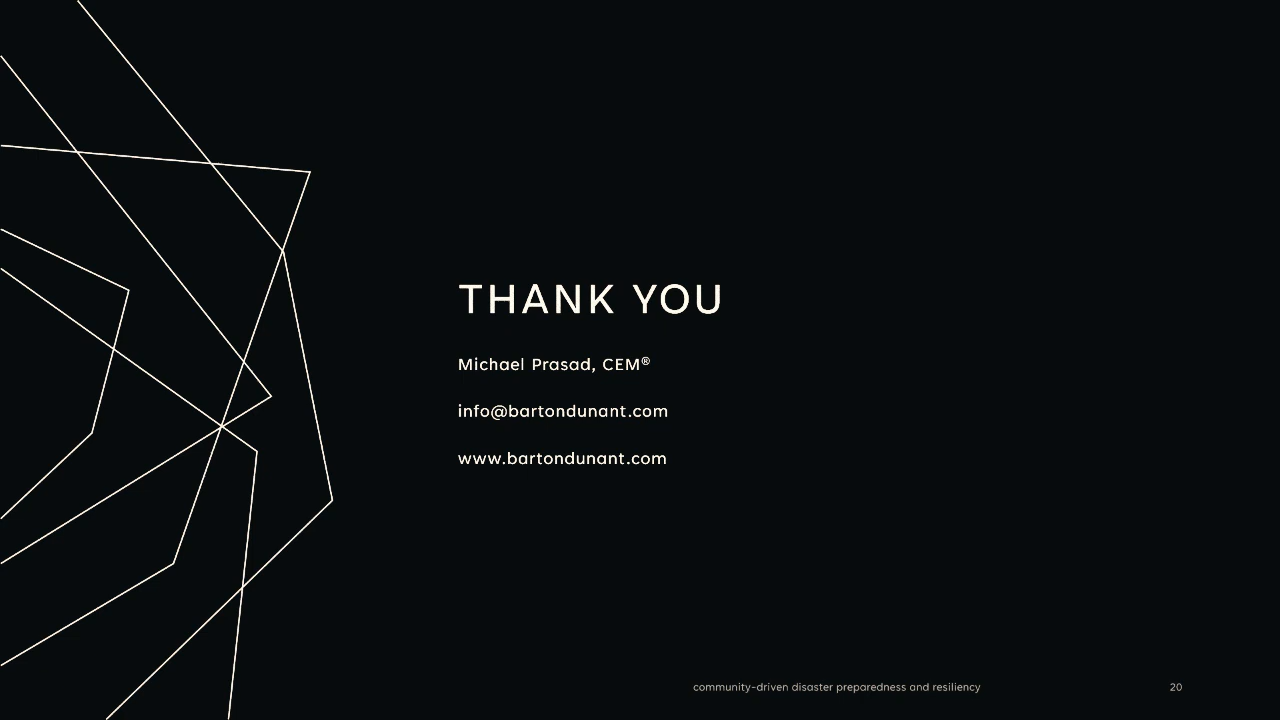 THANK YOU
Michael Prasad, CEM®
info@bartondunant.com
www.bartondunant.com
community-driven disaster preparedness and resiliency
20